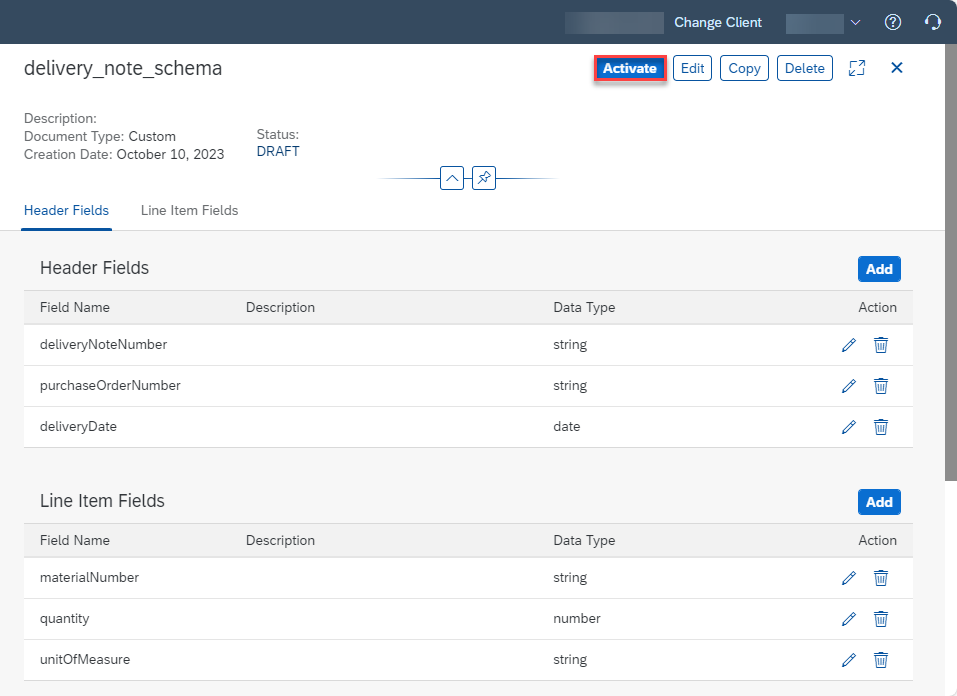 Change Client
delivery_note_schema
Activate Edit Copy Delete
Description:
Document Type: Custom
Creation Date: October 10, 2023
Status:
DRAFT
Header Fields Line Item Fields
Header Fields Add
Field Name Description Data Type Action
deliveryNoteNumber string
purchaseOrderNumber string
deliveryDate date
Line Item Fields Add
Field Name Description Data Type Action
materialNumber string
quantity number
unitOfMeasure string